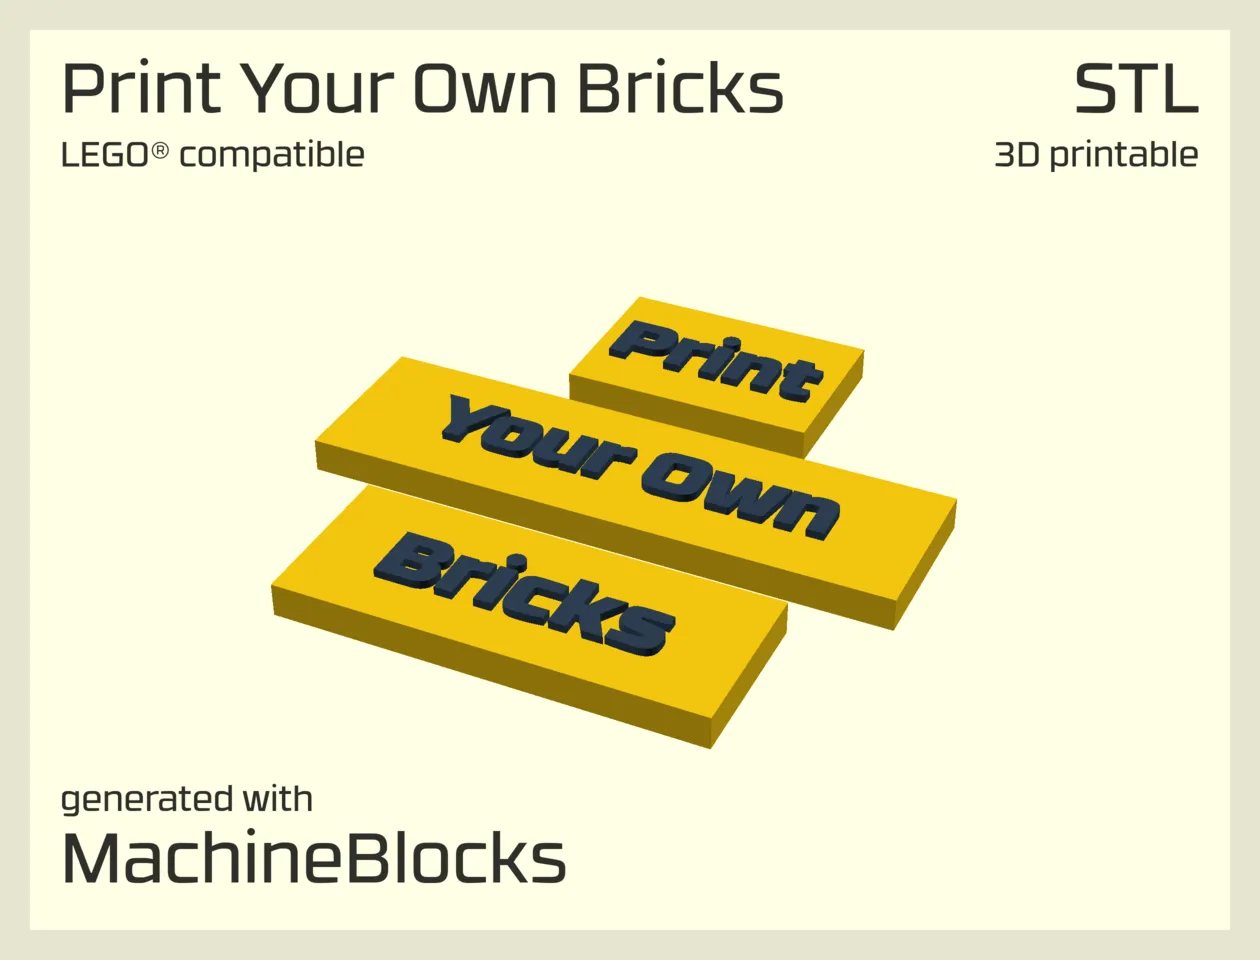 Print Your Own Bricks
STL
LEGO® compatible
3D printable
Print
Your Own
Bricks
generated with
MachineBlocks